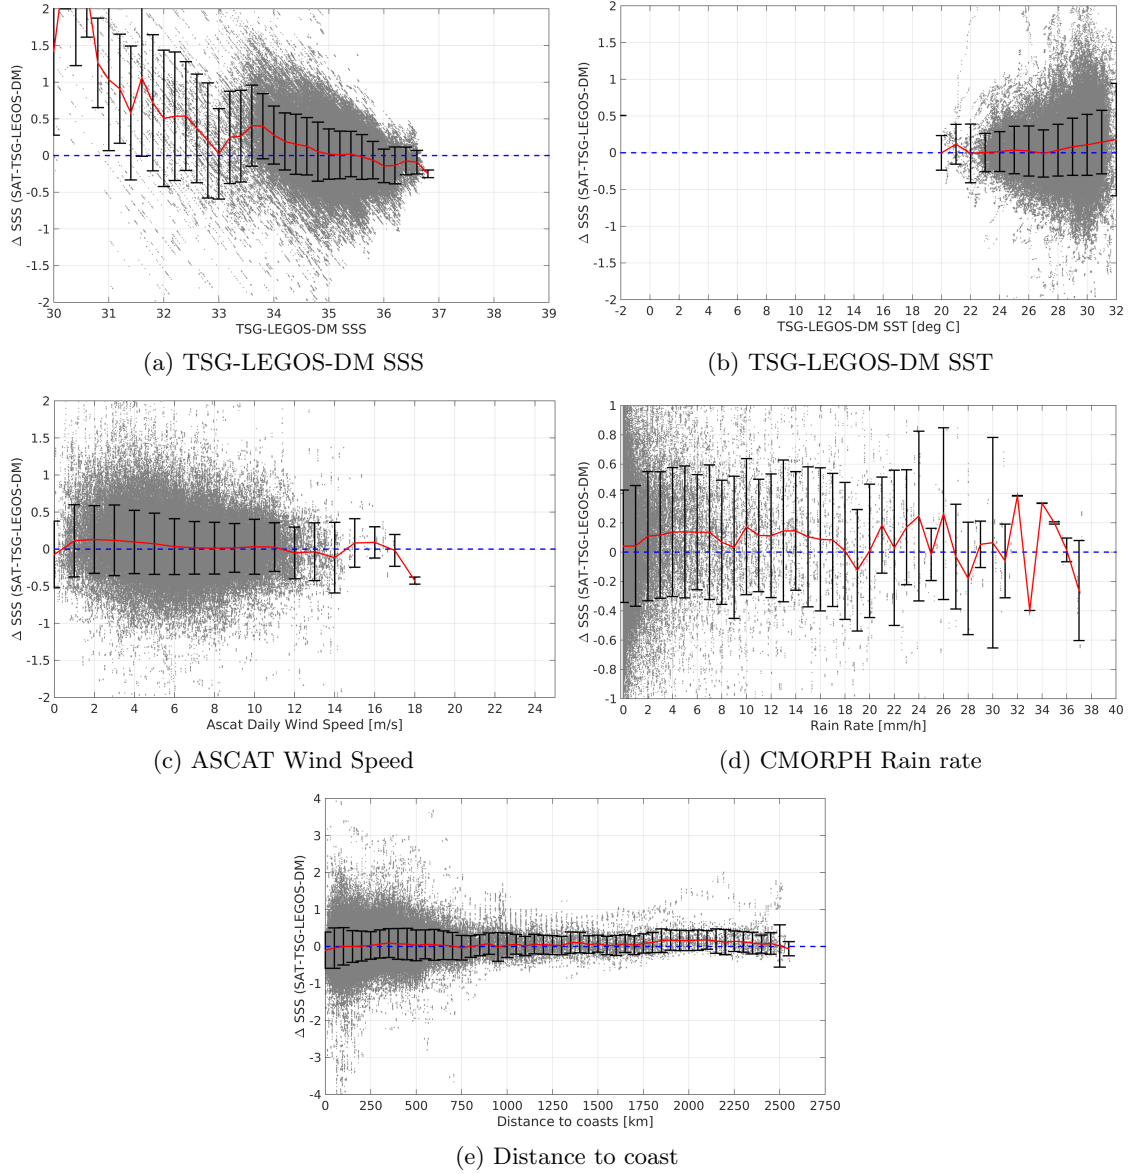 2
1.5
1
0.5
0
-0.5
-1
-1.5
-2
Δ SSS (SAT-TSG-LEGOS-DM)
30 31 32 33 34 35 36 37 38 39
TSG-LEGOS-DM SSS
(a) TSG-LEGOS-DM SSS
2
1.5
1
0.5
0
-0.5
-1
-1.5
-2
Δ SSS (SAT-TSG-LEGOS-DM)
-2 0 2 4 6 8 10 12 14 16 18 20 22 24 26 28 30 32
TSG-LEGOS-DM SST [deg C]
(b) TSG-LEGOS-DM SST
2
1.5
1
0.5
0
-0.5
-1
-1.5
-2
Δ SSS (SAT-TSG-LEGOS-DM)
0 2 4 6 8 10 12 14 16 18 20 22 24
Ascat Daily Wind Speed [m/s]
(c) ASCAT Wind Speed
1
0.8
0.6
0.4
0.2
0
-0.2
-0.4
-0.6
-0.8
-1
Δ SSS (SAT-TSG-LEGOS-DM)
0 2 4 6 8 10 12 14 16 18 20 22 24 26 28 30 32 34 36 38 40
Rain Rate [mm/h]
(d) CMORPH Rain rate
4
3
2
1
0
-1
-2
-3
-4
Δ SSS (SAT-TSG-LEGOS-DM)
0 250 500 750 1000 1250 1500 1750 2000 2250 2500 2750
Distance to coasts [km]
(e) Distance to coast